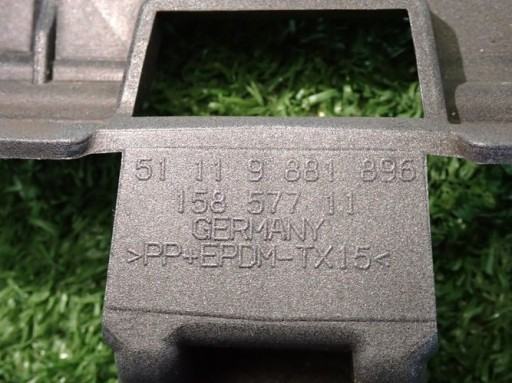 51 11 9 881 896
158 577 11
GERMANY
>PP+EPDM-TX15<